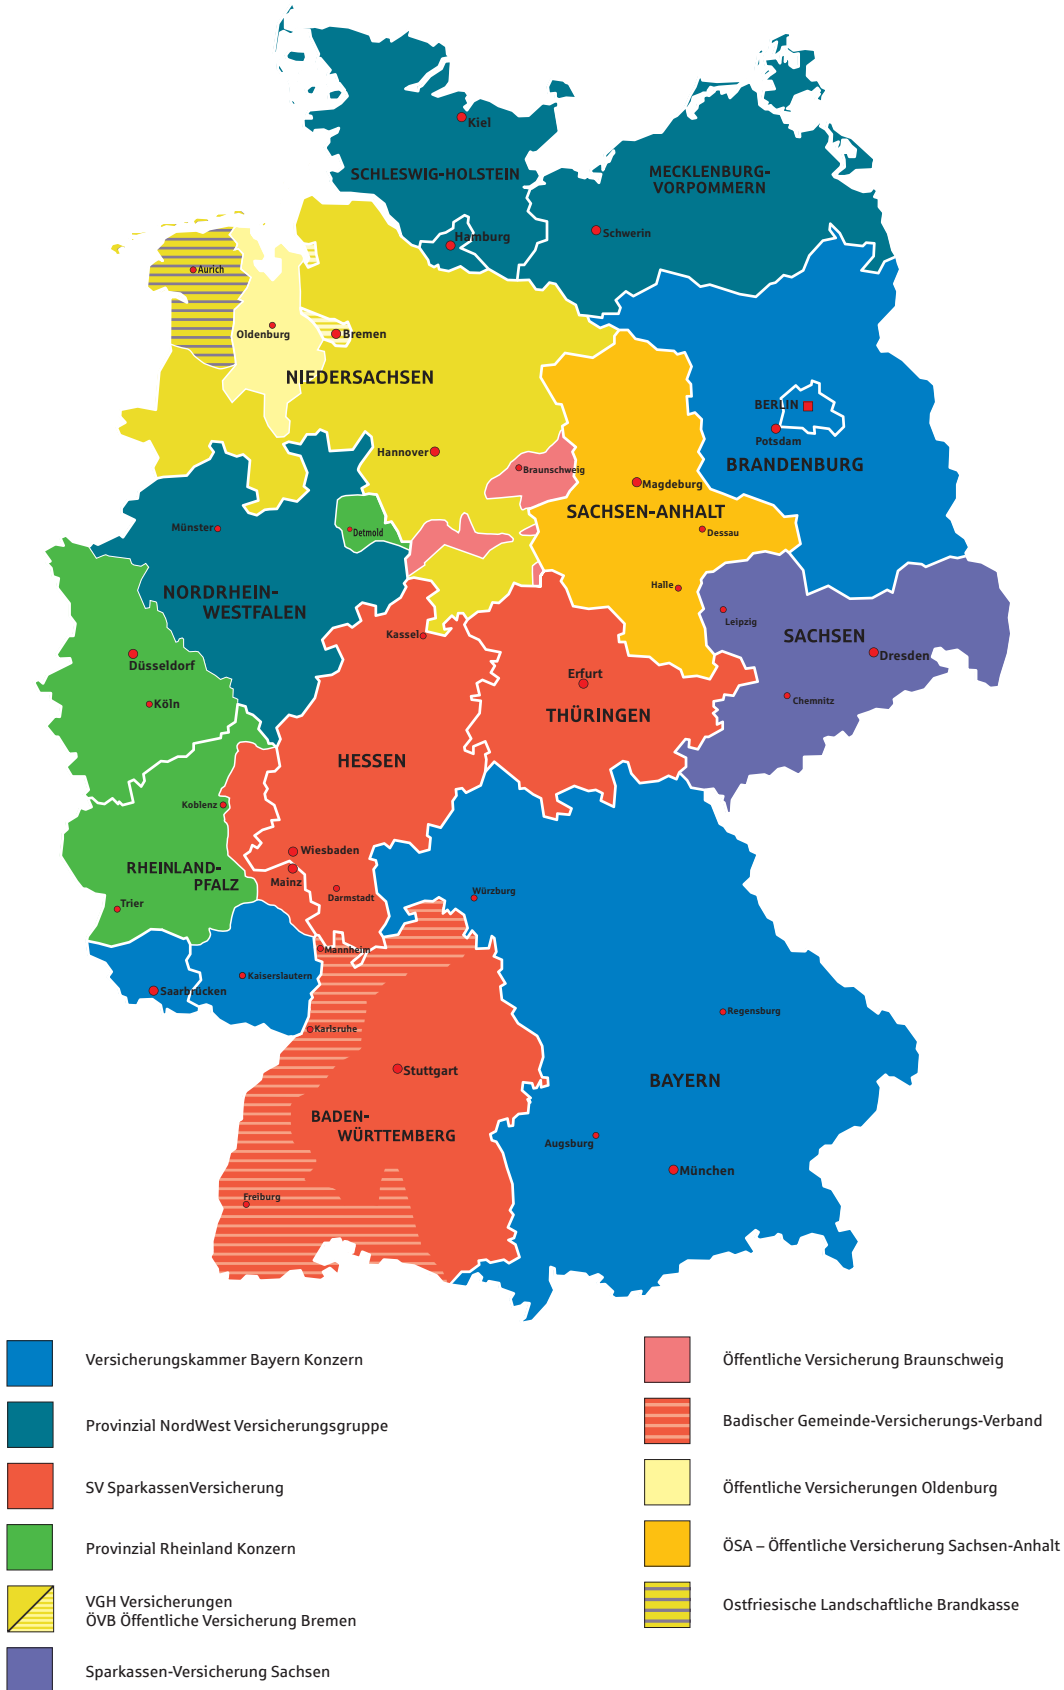 Kiel
SCHLESWIG-HOLSTEIN
MECKLENBURG-
VORPOMMERN
Hamburg
Schwerin
Aurich
Oldenburg
Bremen
NIEDERSACHSEN
BERLIN
Potsdam
BRANDENBURG
Hannover
Braunschweig
Magdeburg
SACHSEN-ANHALT
Münster
Detmold
Dessau
NORDRHEIN-
WESTFALEN
Halle
Leipzig
SACHSEN
Dresden
Kassel
Düsseldorf
Köln
Erfurt
THÜRINGEN
Chemnitz
HESSEN
Koblenz
Wiesbaden
RHEINLAND-
PFALZ
Mainz
Darmstadt
Würzburg
Trier
Mannheim
Kaiserslautern
Saarbrücken
Karlsruhe
Regensburg
Stuttgart
BAYERN
BADEN-
WÜRTTEMBERG
Augsburg
München
Freiburg
Versicherungskammer Bayern Konzern
Provinzial NordWest Versicherungsgruppe
SV SparkassenVersicherung
Provinzial Rheinland Konzern
VGH Versicherungen
ÖVB Öffentliche Versicherung Bremen
Sparkassen-Versicherung Sachsen
Öffentliche Versicherung Braunschweig
Badischer Gemeinde-Versicherungs-Verband
Öffentliche Versicherungen Oldenburg
ÖSA – Öffentliche Versicherung Sachsen-Anhalt
Ostfriesische Landschaftliche Brandkasse